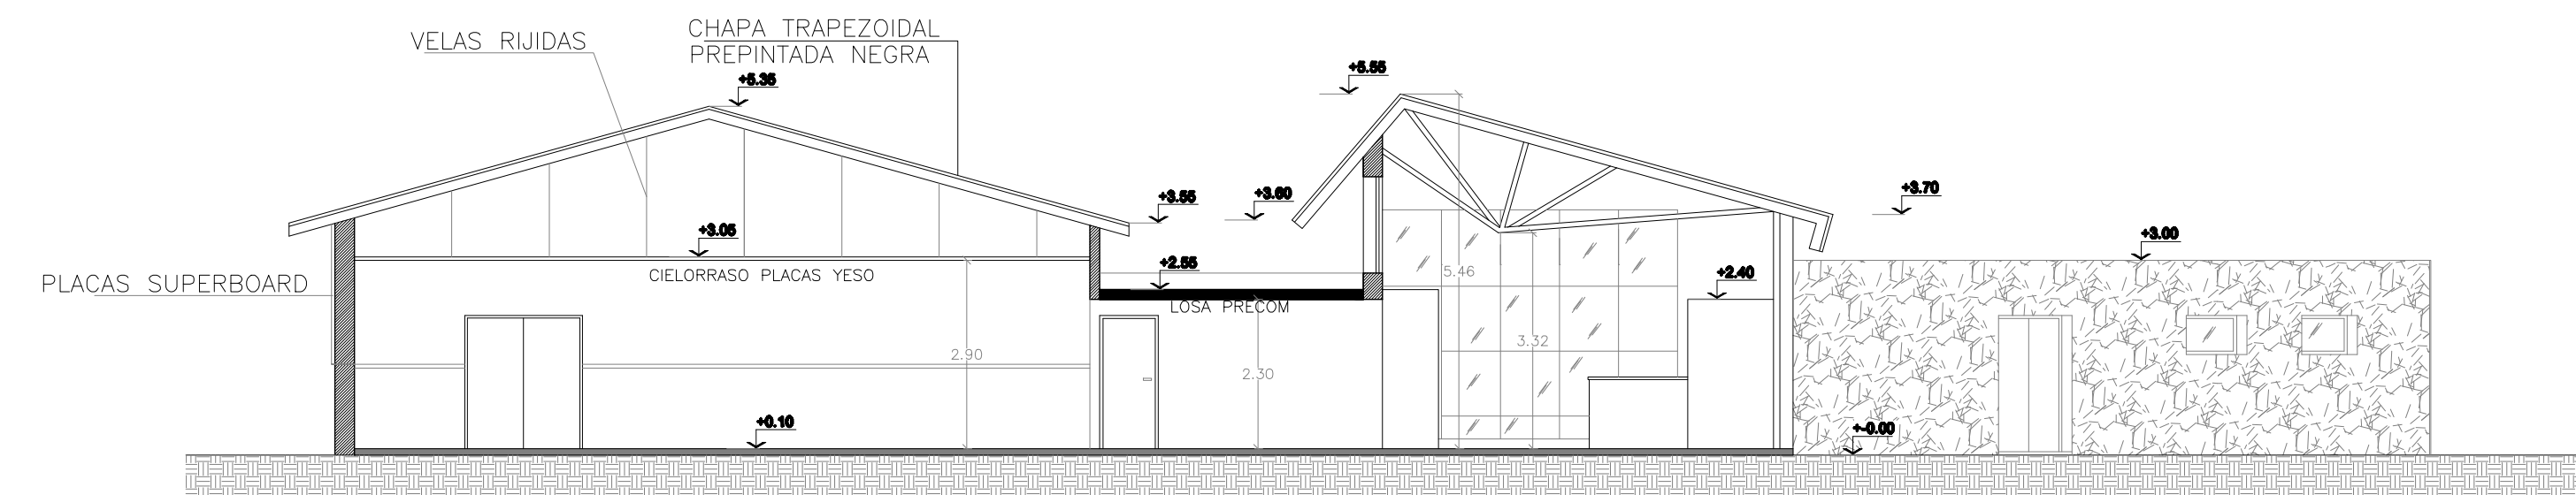 CHAPA TRAPEZOIDAL
PREPINTADA NEGRA
VELAS RIJIDAS
+5.35
+5.55
+3.55
+3.60
+3.70
+3.05
+3.00
CIELORRASO PLACAS YESO
+2.55
5.46
+2.40
PLACAS SUPERBOARD
LOSA PRECOM
3.32
2.90
2.30
+0.10
+-0.00